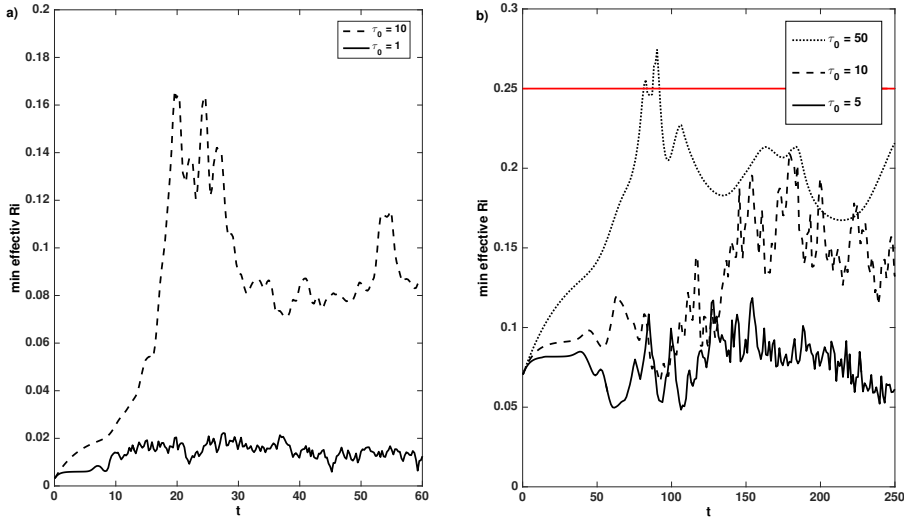 a)
0.2
0.18
0.16
0.14
0.12
0.1
0.08
0.06
0.04
0.02
0
min effectiv Ri
τ0 = 10
τ0 = 1
0 10 20 30 40 50 60
t
b)
0.3
0.25
0.2
0.15
0.1
0.05
0
min effective Ri
τ0 = 50
τ0 = 10
τ0 = 5
0 50 100 150 200 250
t